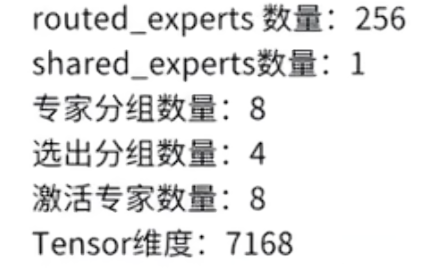 routed_experts 数量：256
shared_experts数量：1
专家分组数量：8
选出分组数量：4
激活专家数量：8
Tensor维度：7168